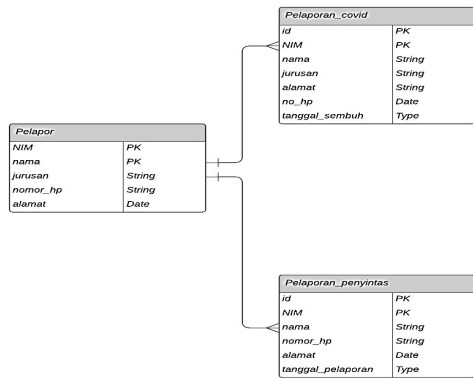 Pelaporan_covid
id PK
NIM PK
nama String
jurusan String
alamat String
no_hp Date
tanggal_sembuh Type
Pelapor
NIM PK
nama PK
jurusan String
nomor_hp String
alamat Date
Pelaporan_penyintas
id PK
NIM PK
nama String
nomor_hp String
alamat Date
tanggal_pelaporan Type